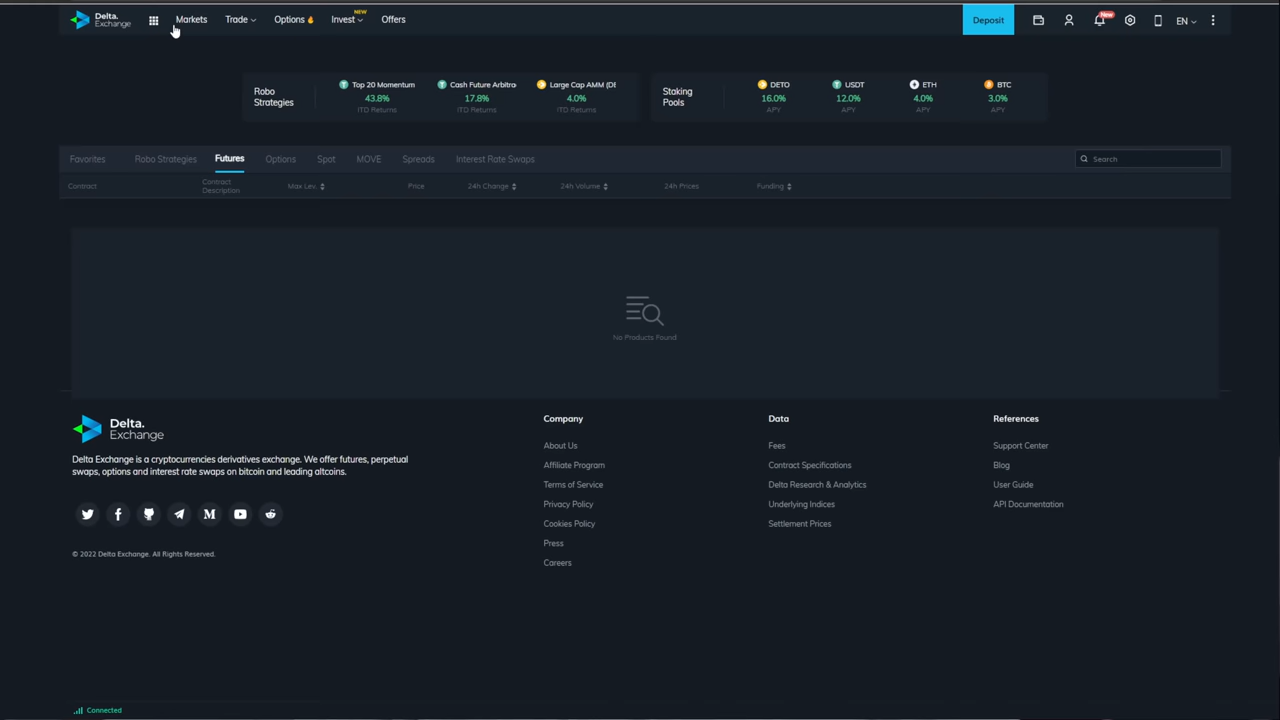 Delta.
Exchange
Markets
Trade
Options
Invest
NEW
Offers
Deposit
New
EN
Robo
Strategies
Top 20 Momentum
43.8%
ITD Returns
Cash Future Arbitra
17.8%
ITD Returns
Large Cap AMM (DE
4.0%
ITD Returns
Staking
Pools
DETO
16.0%
APY
USDT
12.0%
APY
ETH
4.0%
APY
BTC
3.0%
APY
Favorites
Robo Strategies
Futures
Options
Spot
MOVE
Spreads
Interest Rate Swaps
Search
Contract
Contract
Description
Max Lev.
Price
24h Change
24h Volume
24h Prices
Funding
No Products Found
Delta.
Exchange
Delta Exchange is a cryptocurrencies derivatives exchange. We offer futures, perpetual
swaps, options and interest rate swaps on bitcoin and leading altcoins.
© 2022 Delta Exchange. All Rights Reserved.
Company
About Us
Affiliate Program
Terms of Service
Privacy Policy
Cookies Policy
Press
Careers
Data
Fees
Contract Specifications
Delta Research & Analytics
Underlying Indices
Settlement Prices
References
Support Center
Blog
User Guide
API Documentation
Connected